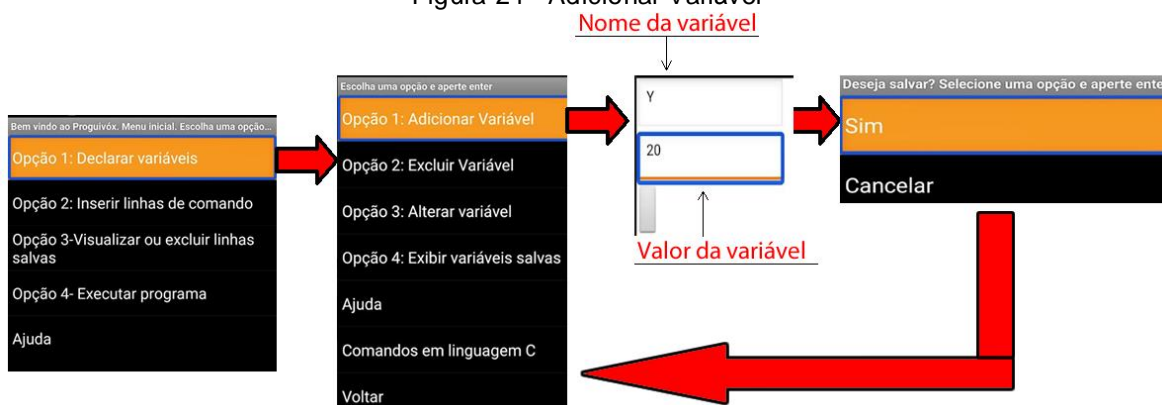 Figura 21 - Adicionar Variável
Bem vindo ao Proguivóx. Menu inicial. Escolha uma opção...
Opção 1: Declarar variáveis
Opção 2: Inserir linhas de comando
Opção 3-Visualizar ou excluir linhas
salvas
Opção 4- Executar programa
Ajuda
Escolha uma opção e aperte enter
Opção 1: Adicionar Variável
Opção 2: Excluir Variável
Opção 3: Alterar variável
Opção 4: Exibir variáveis salvas
Ajuda
Comandos em linguagem C
Voltar
Nome da variável
Y
20
Valor da variável
Deseja salvar? Selecione uma opção e aperte ente
Sim
Cancelar